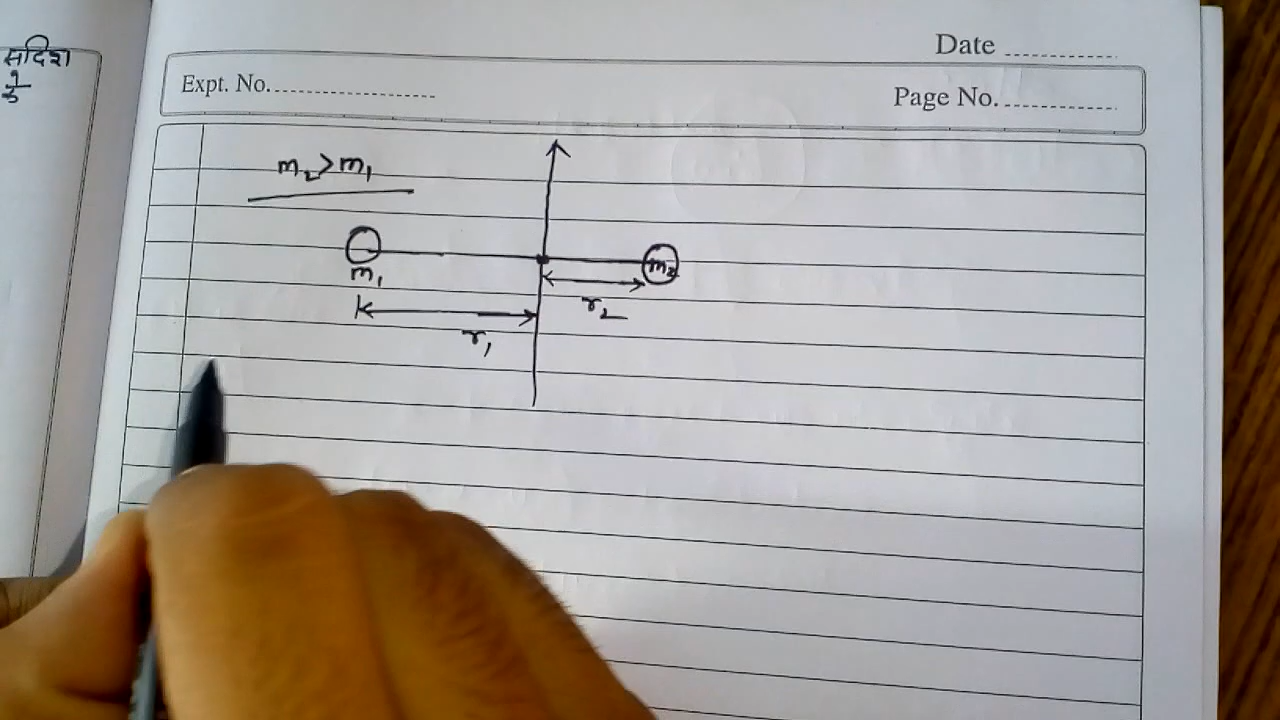 सदिश
Date
Expt. No.
Page No.
m₂>m₁
m₁
m₂
r₂
r₁